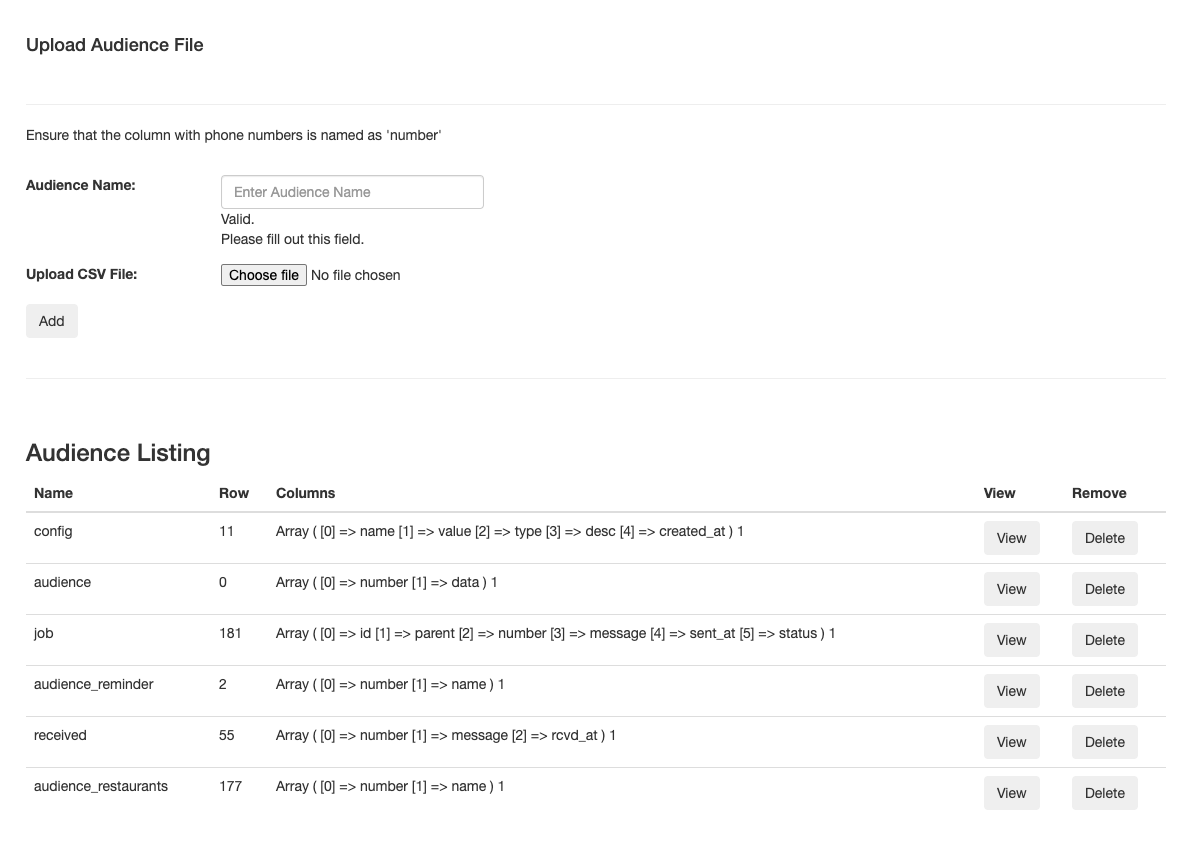 Upload Audience File
Ensure that the column with phone numbers is named as 'number'
Audience Name:
Enter Audience Name
Valid.
Please fill out this field.
Upload CSV File:
Choose file No file chosen
Add
Audience Listing
Name Row Columns View Remove
config 11 Array ( [0] => name [1] => value [2] => type [3] => desc [4] => created_at ) 1 View Delete
audience 0 Array ( [0] => number [1] => data ) 1 View Delete
job 181 Array ( [0] => id [1] => parent [2] => number [3] => message [4] => sent_at [5] => status ) 1 View Delete
audience_reminder 2 Array ( [0] => number [1] => name ) 1 View Delete
received 55 Array ( [0] => number [1] => message [2] => rcvd_at ) 1 View Delete
audience_restaurants 177 Array ( [0] => number [1] => name ) 1 View Delete